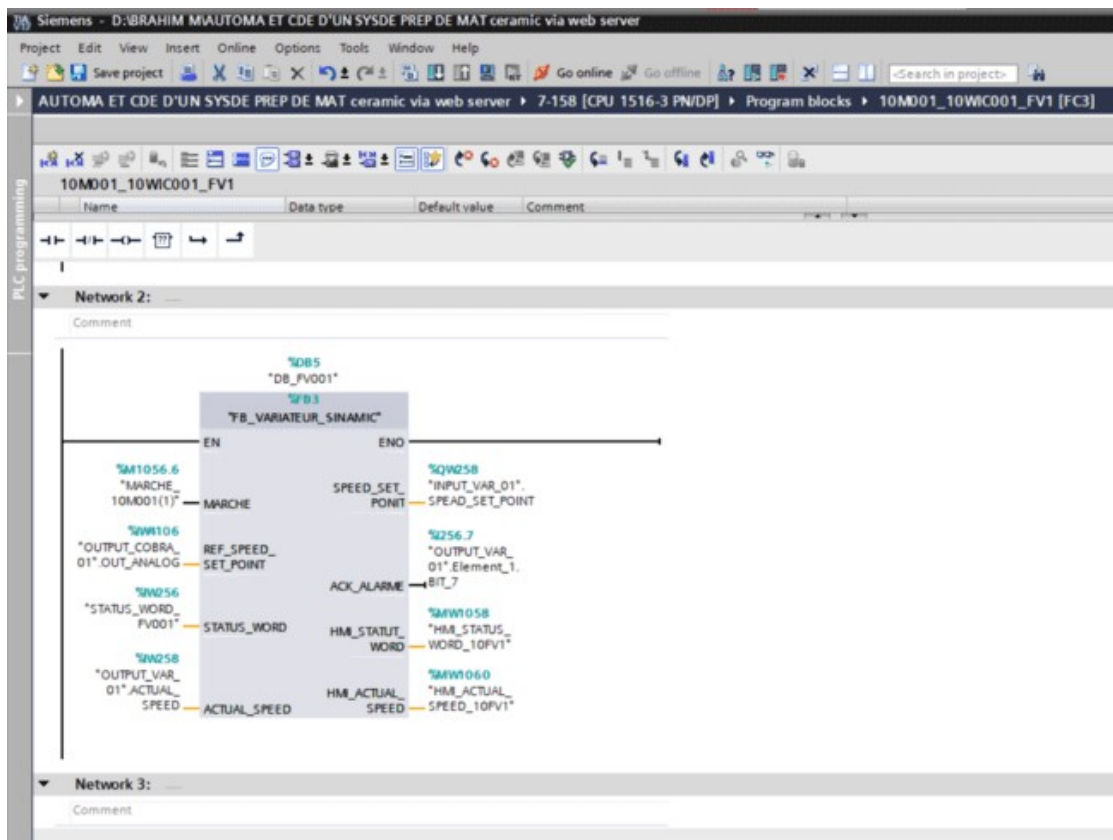 Siemens - D:\BRAHIM M\AUTOMA ET CDE D'UN SYSDE PREP DE MAT ceramic via web server
Project Edit View Insert Online Options Tools Window Help
Save project Go online Go offline <Search in project>
AUTOMA ET CDE D'UN SYSDE PREP DE MAT ceramic via web server 7-158 [CPU 1516-3 PN/DP] Program blocks 10M001_10WIC001_FV1 [FC3]
10M001_10WIC001_FV1
Name Data type Default value Comment
PLC programming
Network 2:
Comment
%DB5
"DB_FV001"
%FB3
"FB_VARIATEUR_SINAMIC"
EN ENO
%M1056.6
"MARCHE_
10M001(1)"
MARCHE
SPEED_SET_
PONIT
%QW258
"INPUT_VAR_01".
SPEAD_SET_POINT
%IW106
"OUTPUT_COBRA_
01".OUT_ANALOG
REF_SPEED_
SET_POINT
ACK_ALARME
%I256.7
"OUTPUT_VAR_
01".Element_1.
BIT_7
%IW256
"STATUS_WORD_
FV001"
STATUS_WORD
HMI_STATUT_
WORD
%MW1058
"HMI_STATUS_
WORD_10FV1"
%IW258
"OUTPUT_VAR_
01".ACTUAL_
SPEED
ACTUAL_SPEED
HMI_ACTUAL_
SPEED
%MW1060
"HMI_ACTUAL_
SPEED_10FV1"
Network 3:
Comment